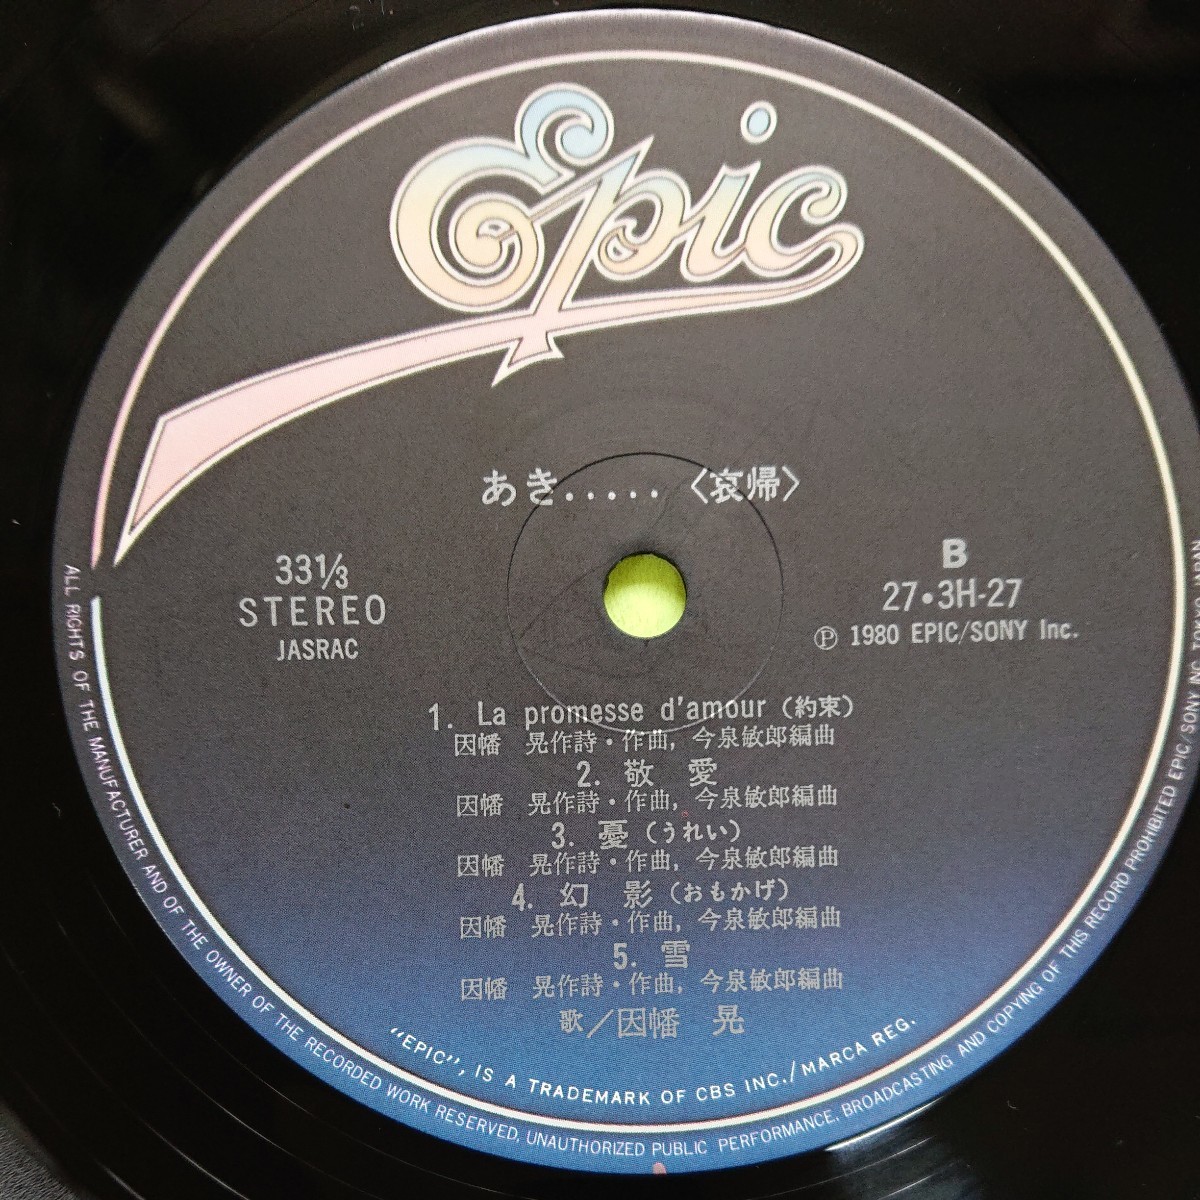 Epic
あき.....〈哀帰〉
33⅓
STEREO
JASRAC
B
27•3H-27
Ⓟ 1980 EPIC/SONY Inc.
1. La promesse d'amour (約束)
因幡 晃作詩・作曲, 今泉敏郎編曲
2. 敬 愛
因幡 晃作詩・作曲, 今泉敏郎編曲
3. 憂 (うれい)
因幡 晃作詩・作曲, 今泉敏郎編曲
4. 幻 影 (おもかげ)
因幡 晃作詩・作曲, 今泉敏郎編曲
5. 雪
因幡 晃作詩・作曲, 今泉敏郎編曲
歌／因幡 晃
"EPIC", IS A TRADEMARK OF CBS INC./MARCA REG.
ALL RIGHTS OF THE MANUFACTURER AND OF THE OWNER OF THE RECORDED WORK RESERVED, UNAUTHORIZED PUBLIC PERFORMANCE, BROADCASTING AND COPYING OF THIS RECORD PROHIBITED EPIC/SONY INC